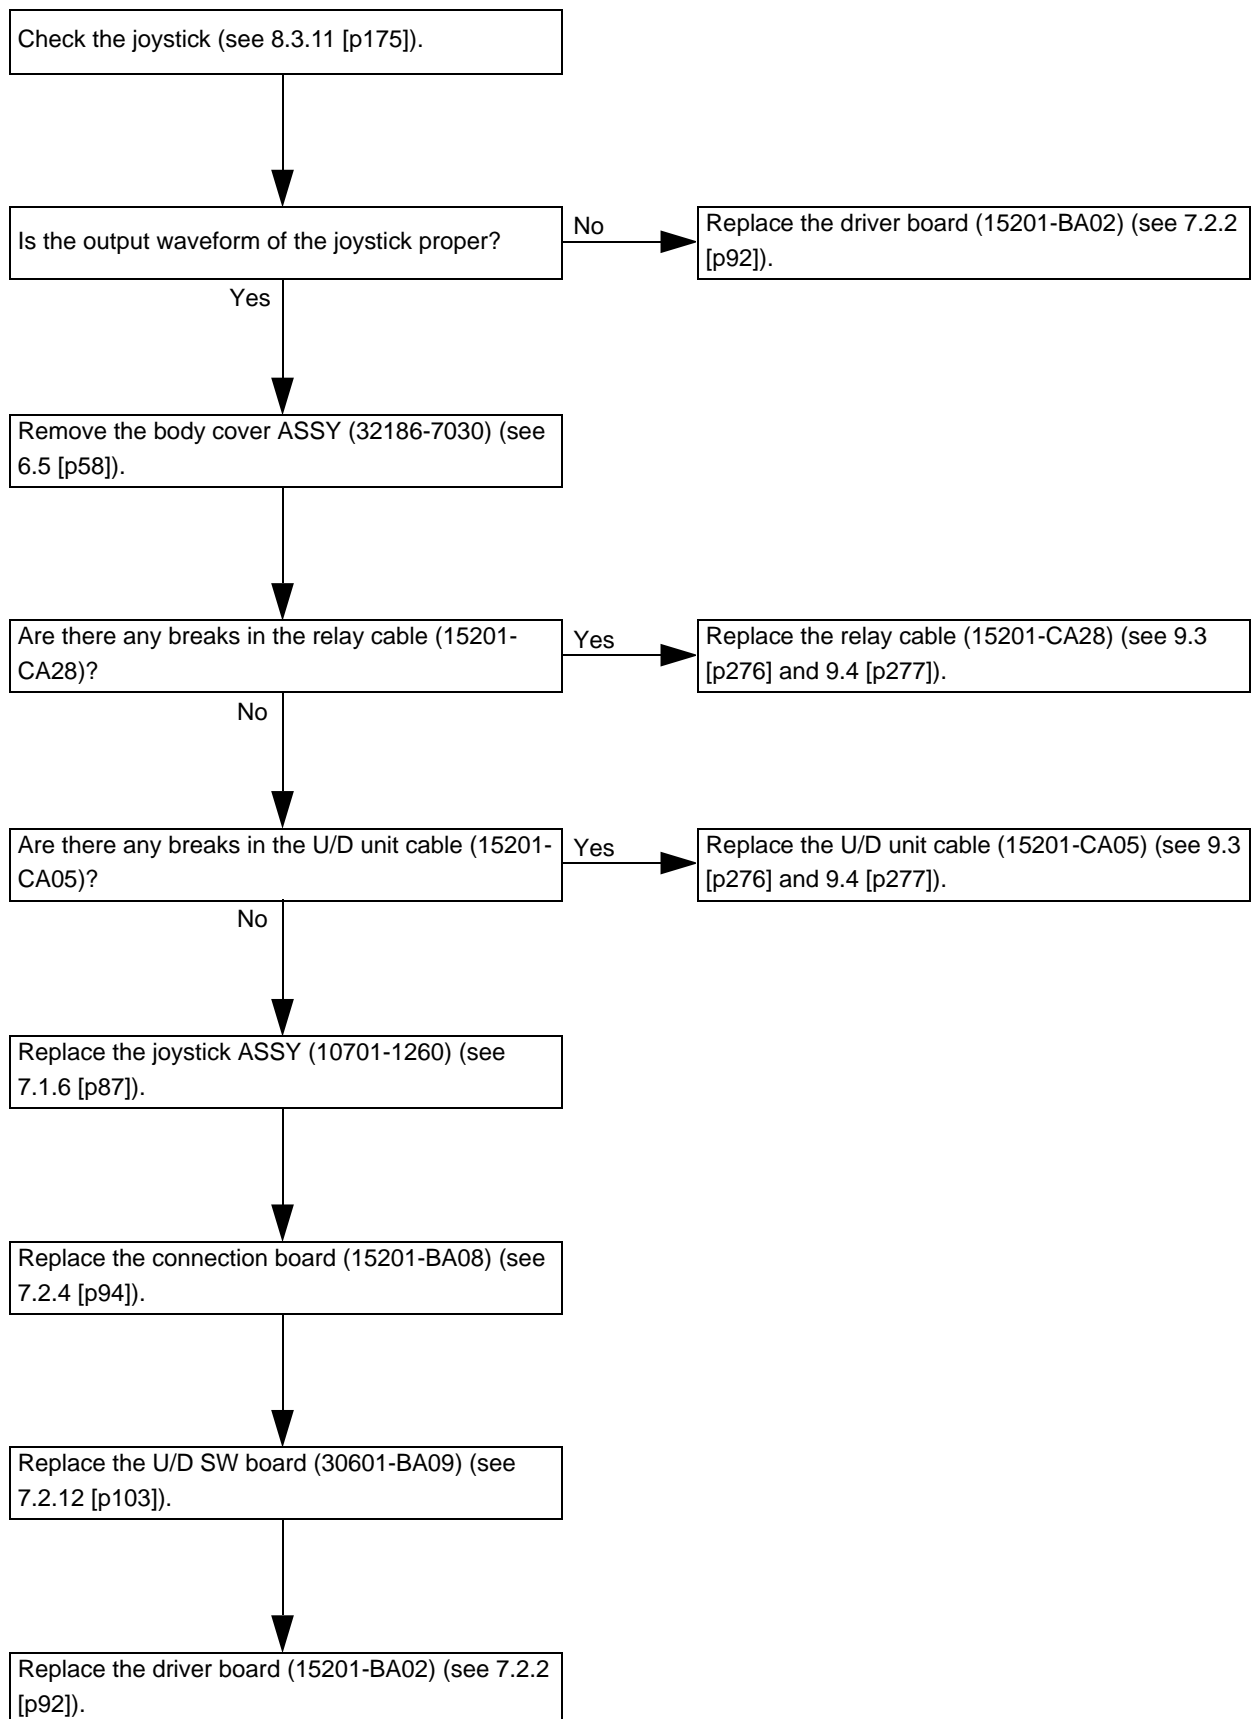 Check the joystick (see 8.3.11 [p175]).
Is the output waveform of the joystick proper?
No
Replace the driver board (15201-BA02) (see 7.2.2
[p92]).
Yes
Remove the body cover ASSY (32186-7030) (see
6.5 [p58]).
Are there any breaks in the relay cable (15201-
CA28)?
Yes
Replace the relay cable (15201-CA28) (see 9.3
[p276] and 9.4 [p277]).
No
Are there any breaks in the U/D unit cable (15201-
CA05)?
Yes
Replace the U/D unit cable (15201-CA05) (see 9.3
[p276] and 9.4 [p277]).
No
Replace the joystick ASSY (10701-1260) (see
7.1.6 [p87]).
Replace the connection board (15201-BA08) (see
7.2.4 [p94]).
Replace the U/D SW board (30601-BA09) (see
7.2.12 [p103]).
Replace the driver board (15201-BA02) (see 7.2.2
[p92]).